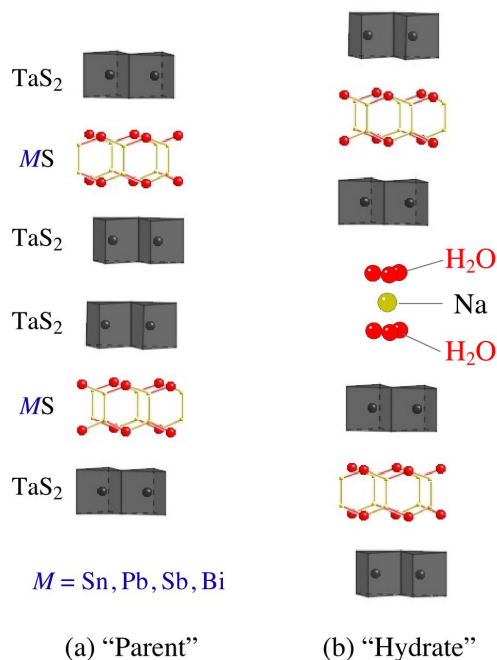 TaS₂
MS
TaS₂
TaS₂
MS
TaS₂
M = Sn, Pb, Sb, Bi
(a) “Parent”
H₂O
Na
H₂O
(b) “Hydrate”